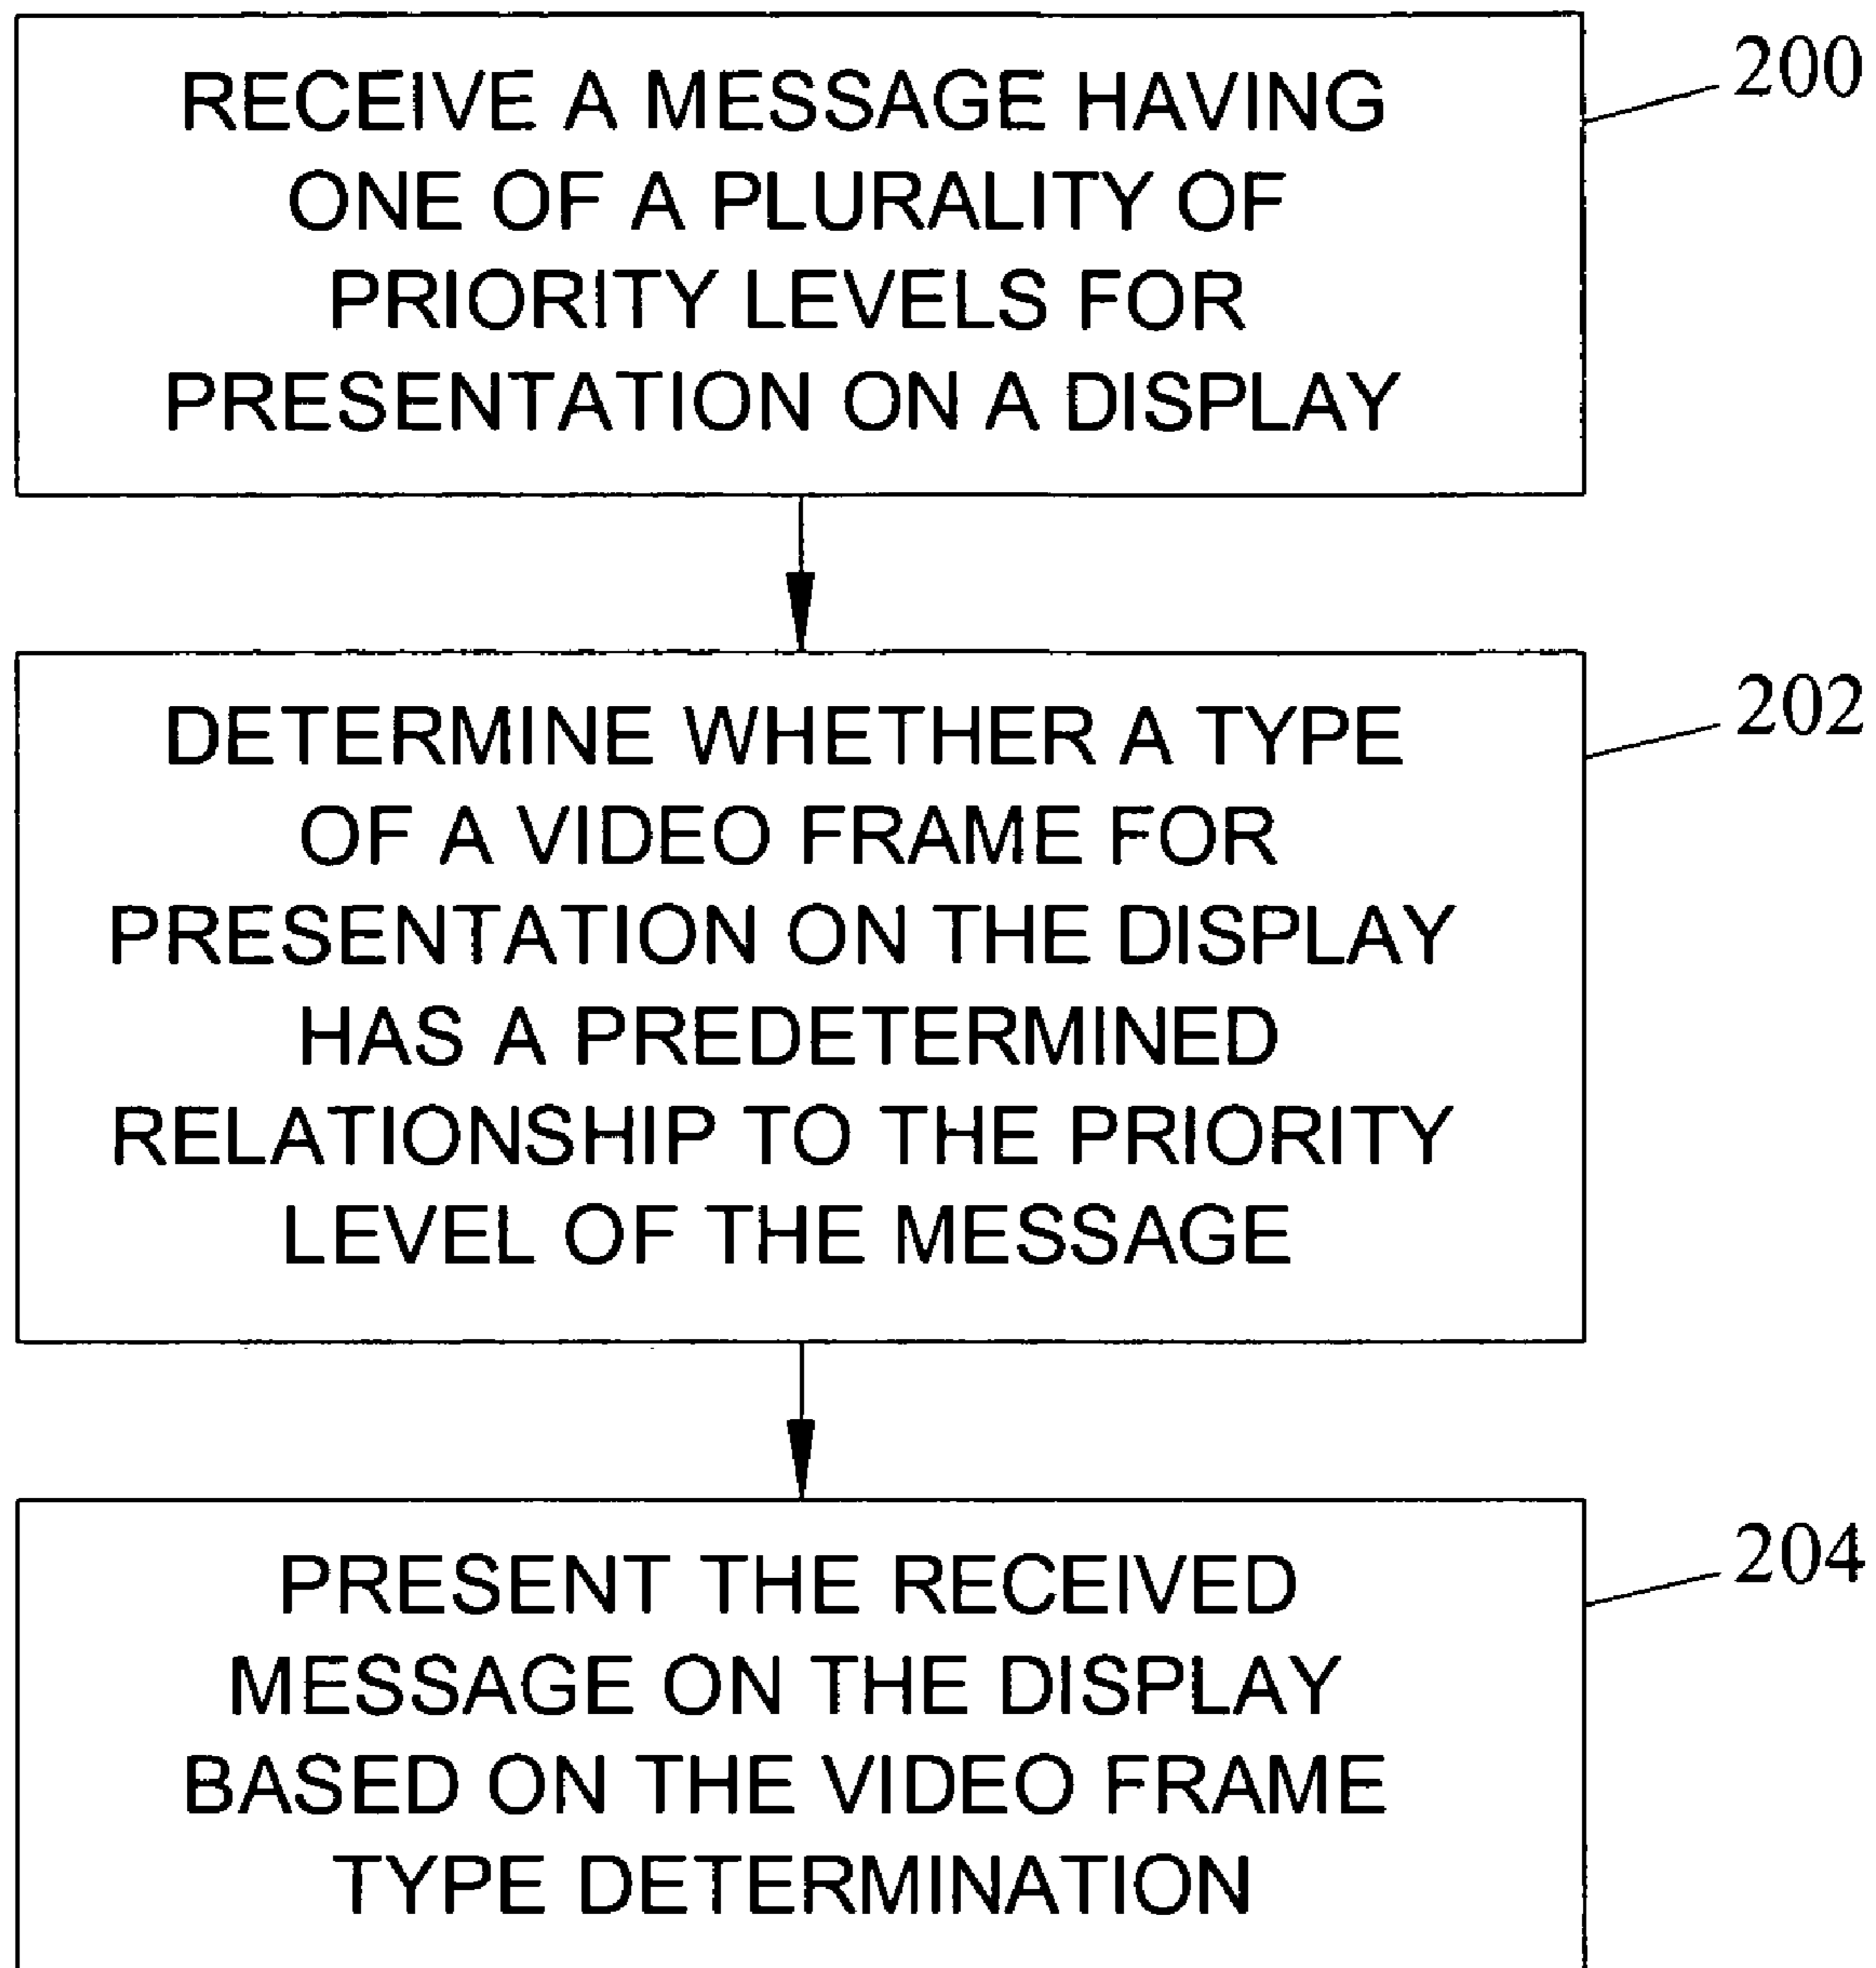 RECEIVE A MESSAGE HAVING
ONE OF A PLURALITY OF
PRIORITY LEVELS FOR
PRESENTATION ON A DISPLAY
200
DETERMINE WHETHER A TYPE
OF A VIDEO FRAME FOR
PRESENTATION ON THE DISPLAY
HAS A PREDETERMINED
RELATIONSHIP TO THE PRIORITY
LEVEL OF THE MESSAGE
202
PRESENT THE RECEIVED
MESSAGE ON THE DISPLAY
BASED ON THE VIDEO FRAME
TYPE DETERMINATION
204